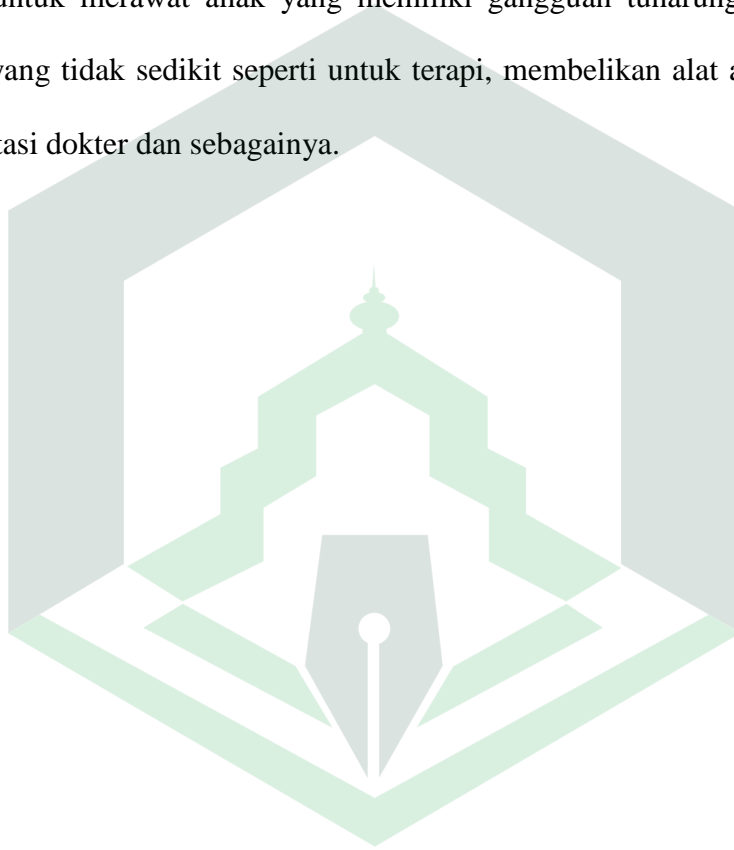 untuk merawat anak yang memiliki gangguan tunarung
yang tidak sedikit seperti untuk terapi, membelikan alat a
tasi dokter dan sebagainya.